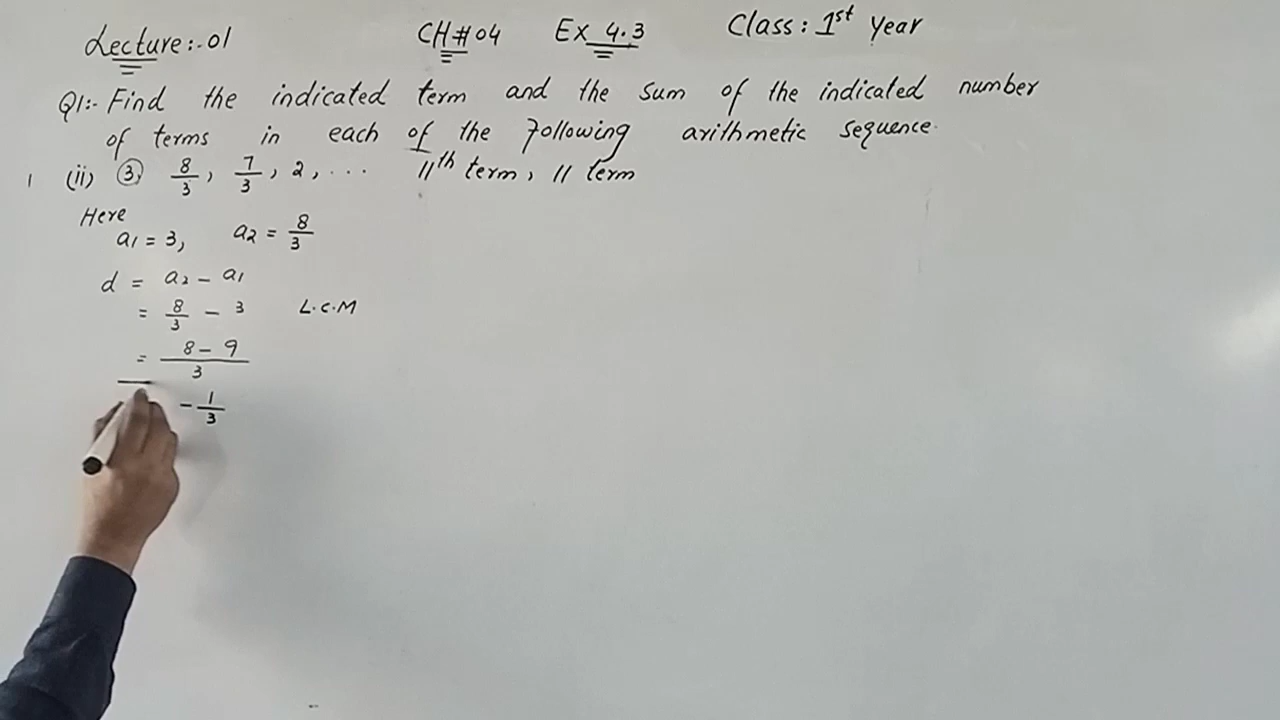 Lecture:-01 CH#04 Ex 4.3 Class: 1st Year
Q1:- Find the indicated term and the sum of the indicated number
of terms in each of the following arithmetic sequence.
1 (ii) 3, 8/3, 7/3, 2, ... 11th term, 11 term
Here
a1 = 3, a2 = 8/3
d = a2 - a1
= 8/3 - 3 L.C.M
= 8-9/3
- 1/3